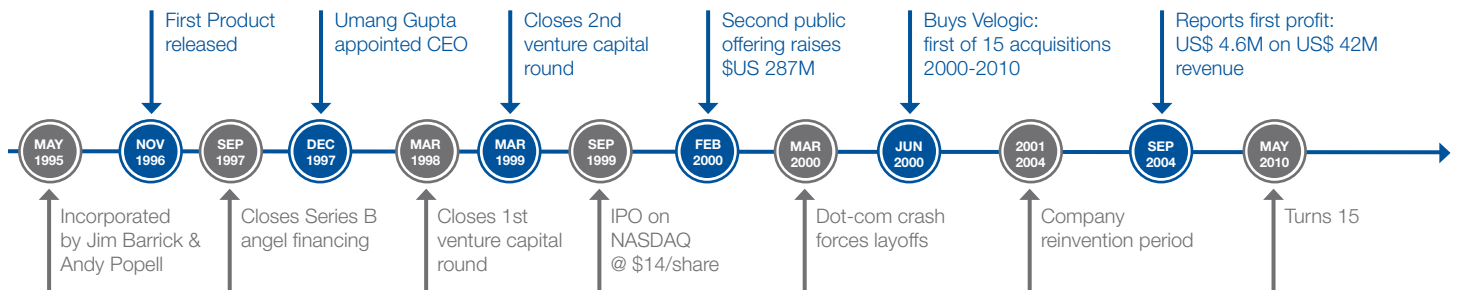 First Product
released
Umang Gupta
appointed CEO
Closes 2nd
venture capital
round
Second public
offering raises
$US 287M
Buys Velogic:
first of 15 acquisitions
2000-2010
Reports first profit:
US$ 4.6M on US$ 42M
revenue
MAY
1995
NOV
1996
SEP
1997
DEC
1997
MAR
1998
MAR
1999
SEP
1999
FEB
2000
MAR
2000
JUN
2000
2001
2004
SEP
2004
MAY
2010
Incorporated
by Jim Barrick &
Andy Popell
Closes Series B
angel financing
Closes 1st
venture capital
round
IPO on
NASDAQ
@ $14/share
Dot-com crash
forces layoffs
Company
reinvention period
Turns 15